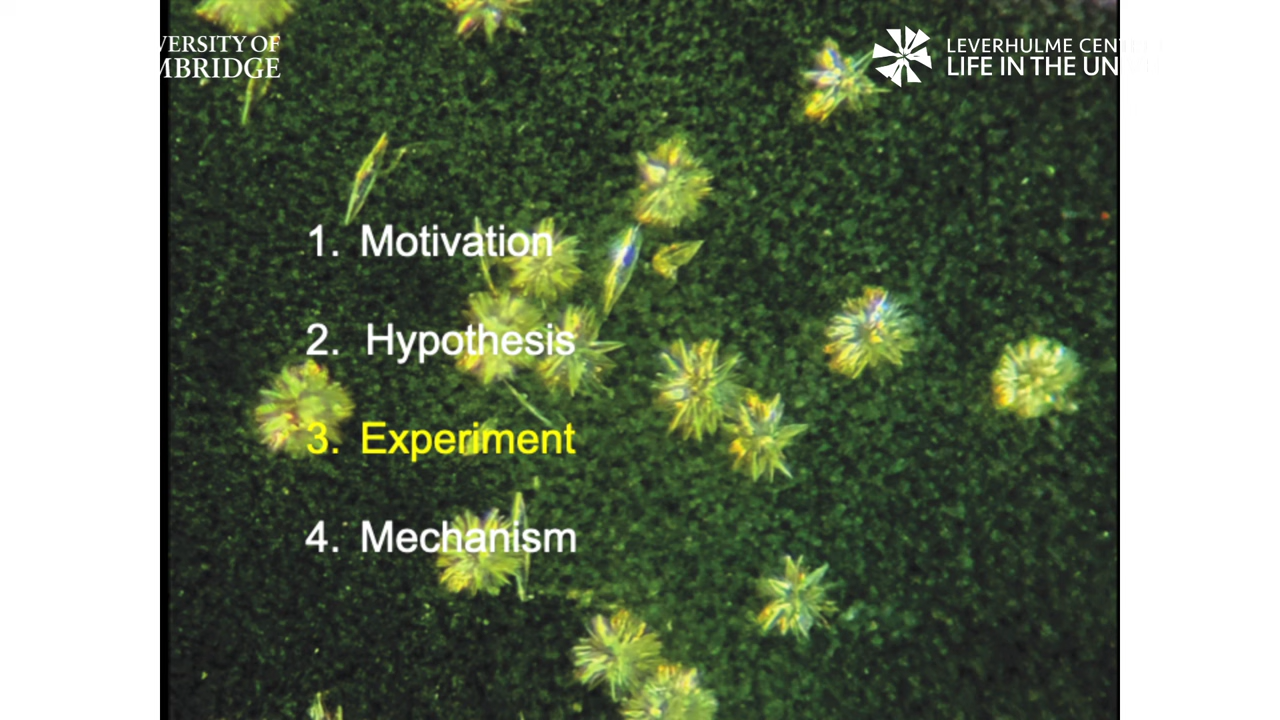 VERSITY OF
MBRIDGE
LEVERHULME CENT
LIFE IN THE UN
1. Motivation
2. Hypothesis
3. Experiment
4. Mechanism